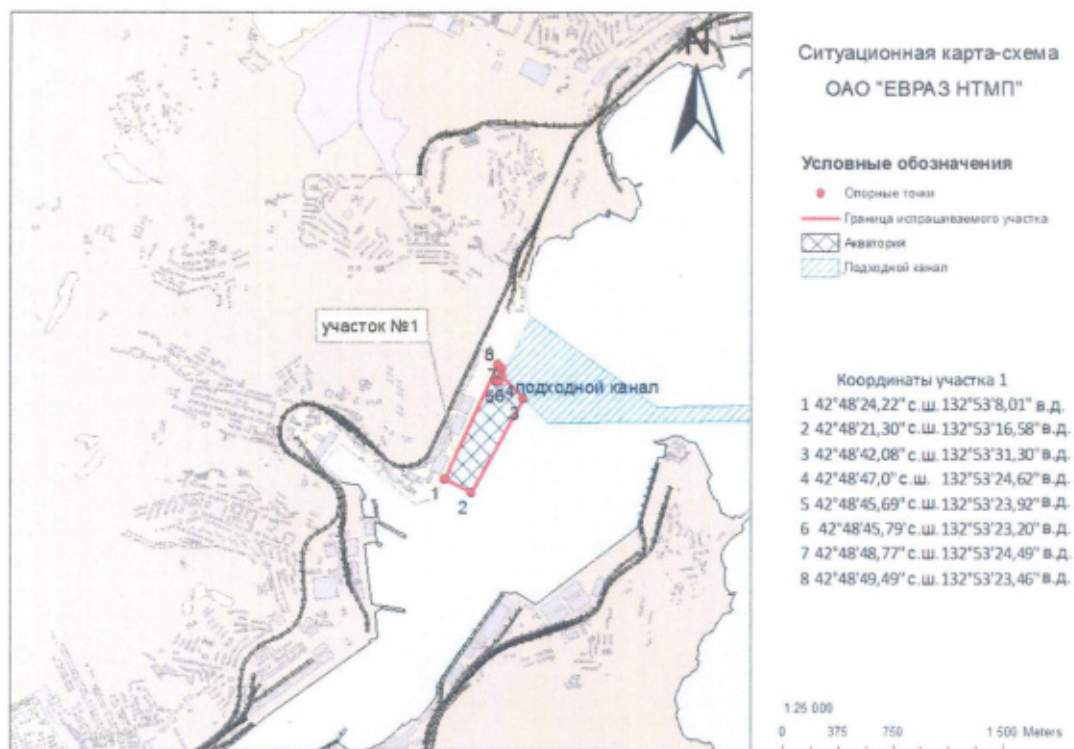 N
Ситуационная карта-схема
ОАО "ЕВРАЗ НТМП"
Условные обозначения
Опорные точки
Граница испрашиваемого участка
Акватория
Подходной канал
участок №1
8
7
564
подходной канал
3
1
2
Координаты участка 1
1 42°48'24,22" с.ш. 132°53'8,01" в.д.
2 42°48'21,30" с.ш. 132°53'16,58" в.д.
3 42°48'42,08" с.ш. 132°53'31,30" в.д.
4 42°48'47,0" с.ш. 132°53'24,62" в.д.
5 42°48'45,69" с.ш. 132°53'23,92" в.д.
6 42°48'45,79" с.ш. 132°53'23,20" в.д.
7 42°48'48,77" с.ш. 132°53'24,49" в.д.
8 42°48'49,49" с.ш. 132°53'23,46" в.д.
1:25 000
0 375 750 1 500 Meters